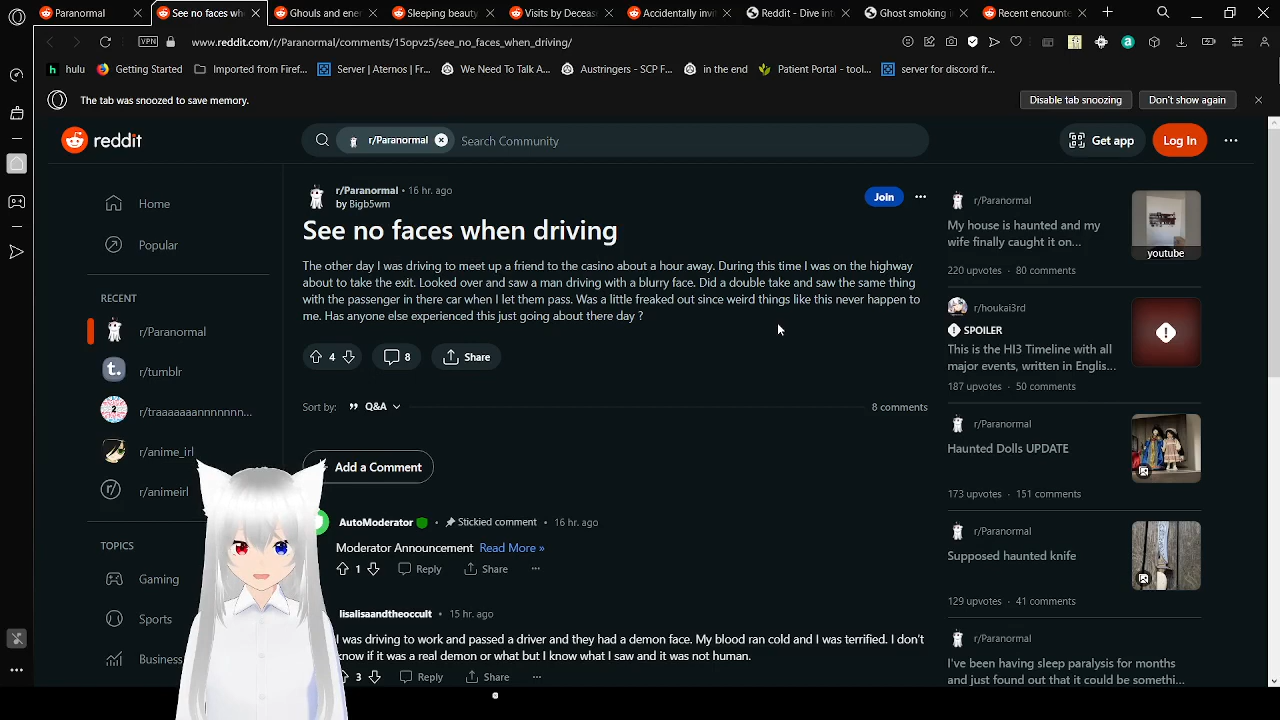 Paranormal
See no faces wh
Ghouls and ener
Sleeping beauty
Visits by Deceas
Accidentally invi
Reddit - Dive int
Ghost smoking i
Recent encounte
VPN
www.reddit.com/r/Paranormal/comments/15opvz5/see_no_faces_when_driving/
hulu
Getting Started
Imported from Firef...
Server | Aternos | Fr...
We Need To Talk A...
Austringers - SCP F...
in the end
Patient Portal - tool...
server for discord fr...
The tab was snoozed to save memory.
Disable tab snoozing
Don't show again
reddit
r/Paranormal
Search Community
Get app
Log In
Home
Popular
RECENT
r/Paranormal
r/tumblr
r/traaaaaaannnnnnn...
r/anime_irl
r/animeirl
TOPICS
Gaming
Sports
Business
r/Paranormal • 16 hr. ago
by Bigb5wm
Join
See no faces when driving
The other day I was driving to meet up a friend to the casino about a hour away. During this time I was on the highway
about to take the exit. Looked over and saw a man driving with a blurry face. Did a double take and saw the same thing
with the passenger in there car when I let them pass. Was a little freaked out since weird things like this never happen to
me. Has anyone else experienced this just going about there day ?
4
8
Share
Sort by:
Q&A
8 comments
Add a Comment
AutoModerator • Stickied comment • 16 hr. ago
Moderator Announcement Read More »
1
Reply
Share
lisalisaandtheoccult • 15 hr. ago
I was driving to work and passed a driver and they had a demon face. My blood ran cold and I was terrified. I don't
know if it was a real demon or what but I know what I saw and it was not human.
3
Reply
Share
r/Paranormal
My house is haunted and my
wife finally caught it on...
youtube
220 upvotes · 80 comments
r/houkai3rd
SPOILER
This is the HI3 Timeline with all
major events, written in Englis...
187 upvotes · 50 comments
r/Paranormal
Haunted Dolls UPDATE
173 upvotes · 151 comments
r/Paranormal
Supposed haunted knife
129 upvotes · 41 comments
r/Paranormal
I've been having sleep paralysis for months
and just found out that it could be somethi...